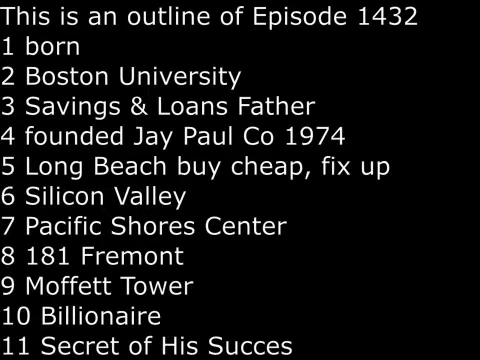 This is an outline of Episode 1432
1 born
2 Boston University
3 Savings & Loans Father
4 founded Jay Paul Co 1974
5 Long Beach buy cheap, fix up
6 Silicon Valley
7 Pacific Shores Center
8 181 Fremont
9 Moffett Tower
10 Billionaire
11 Secret of His Succes